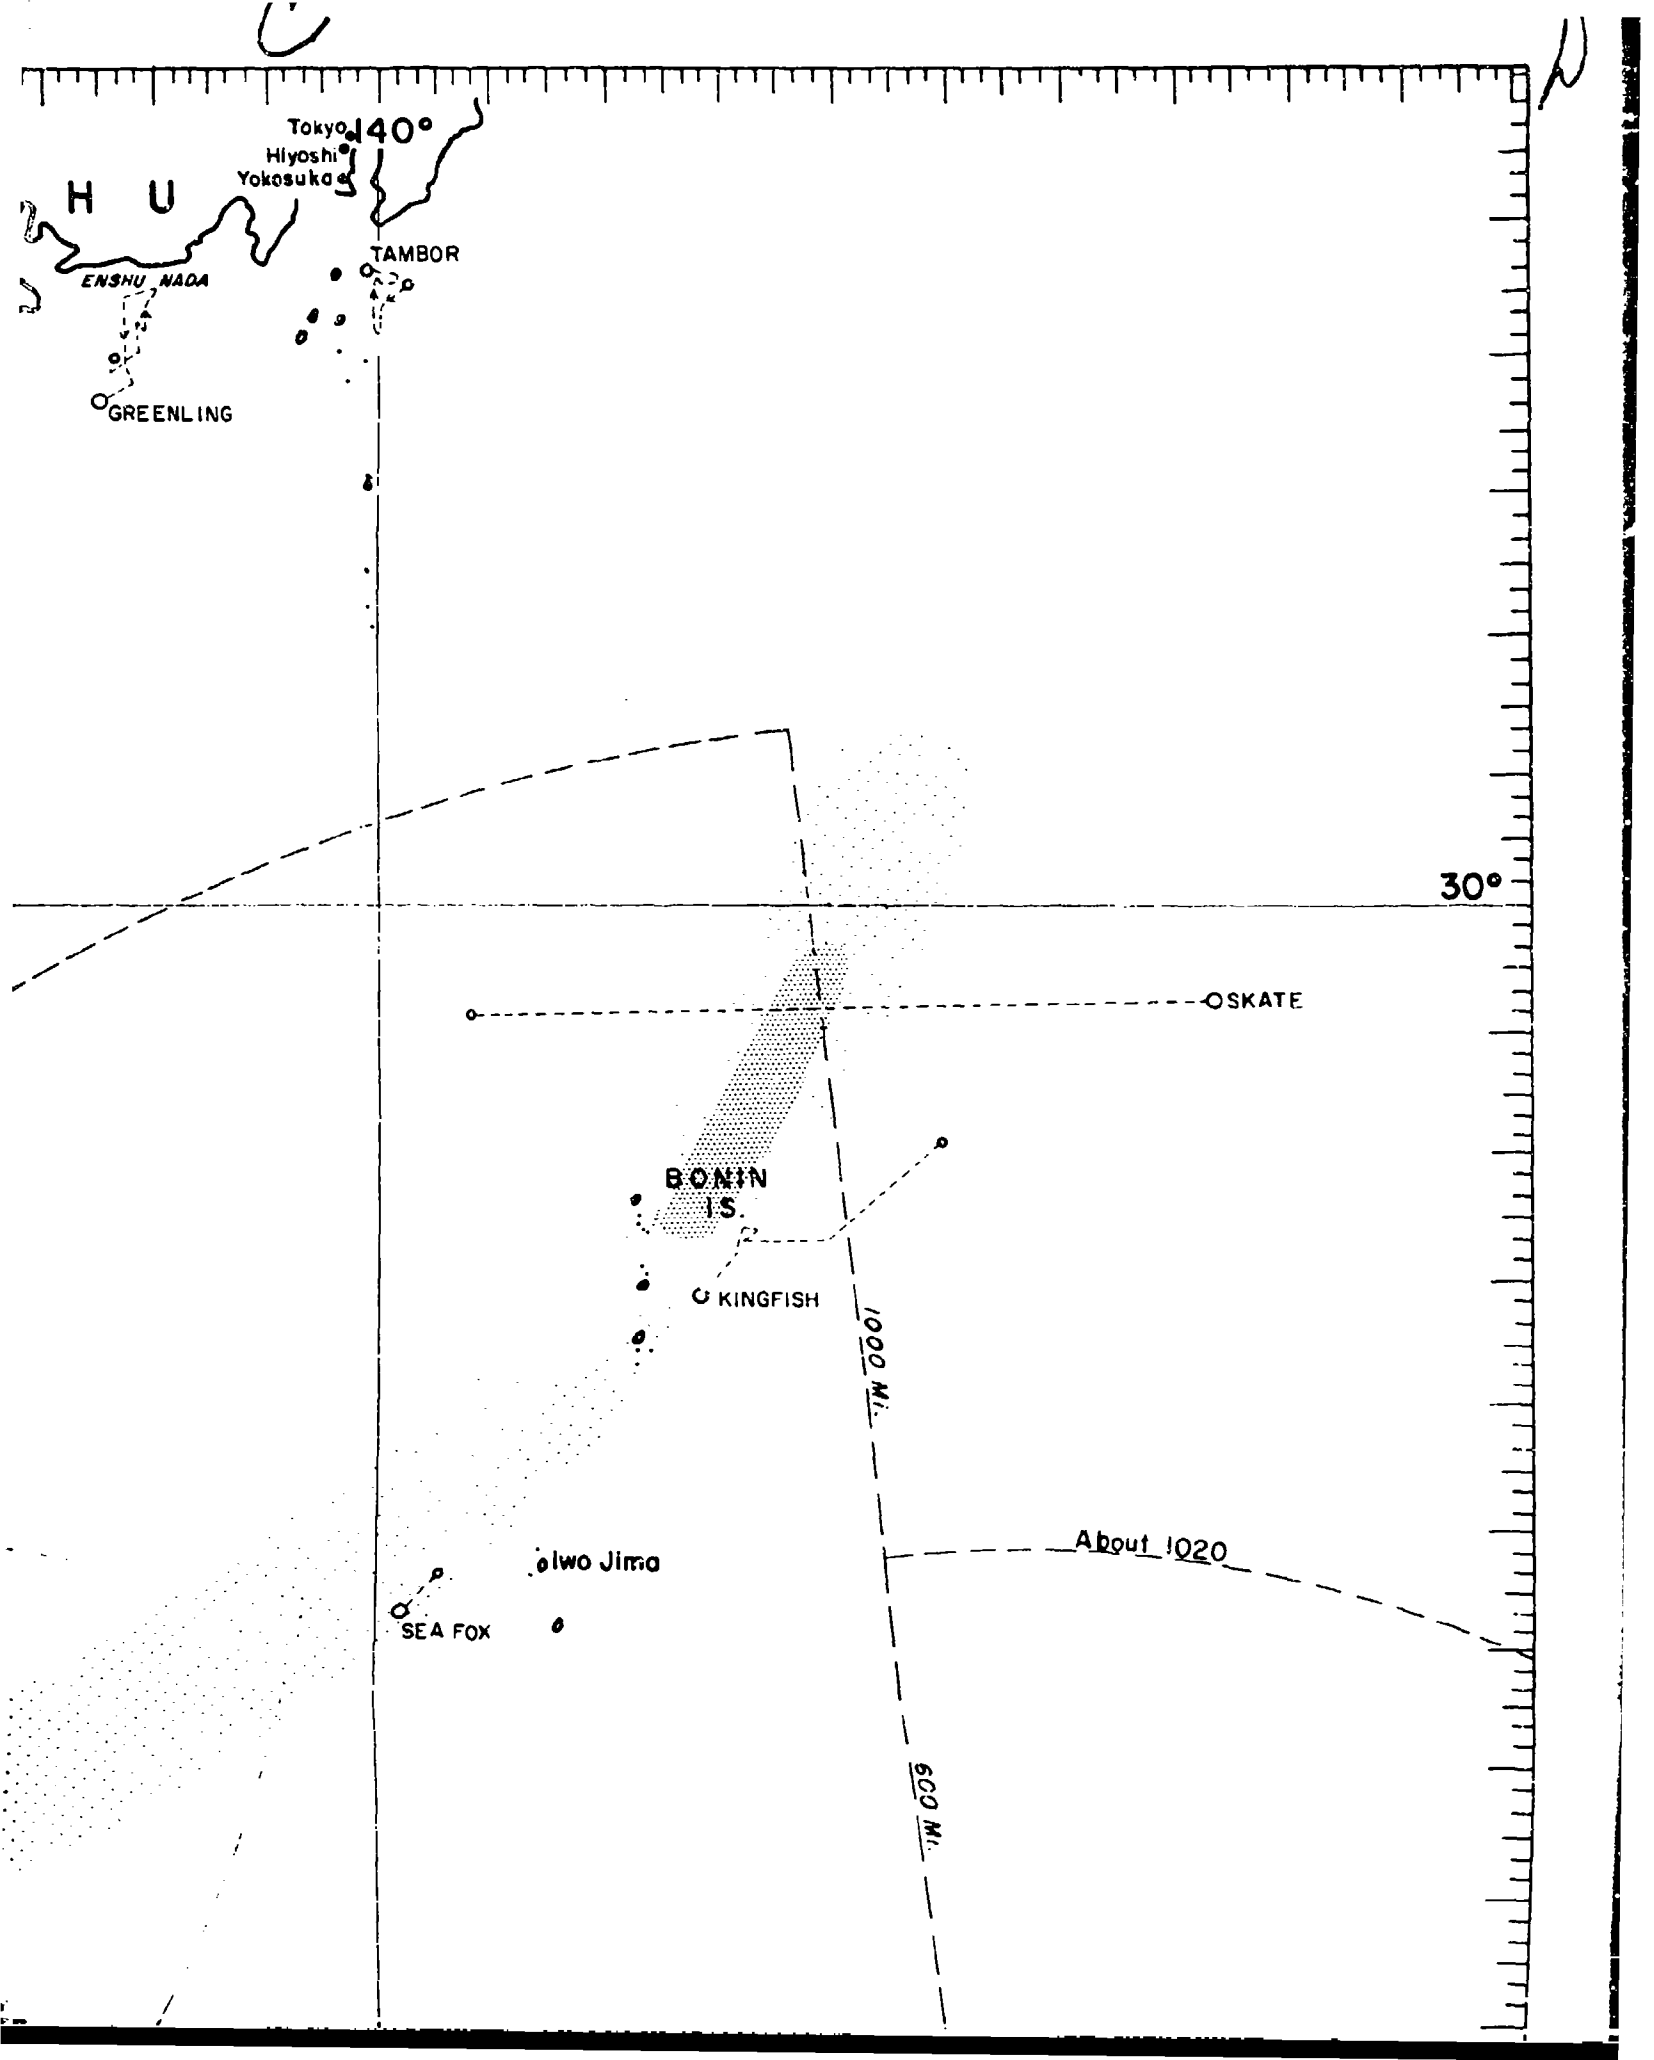 Tokyo 140°
Hiyoshi
Yokosuka
H U
TAMBOR
ENSHU NADA
GREENLING
30°
SKATE
BONIN
IS.
KINGFISH
1000 Mi.
About 1020
Iwo Jima
SEA FOX
600 Mi.